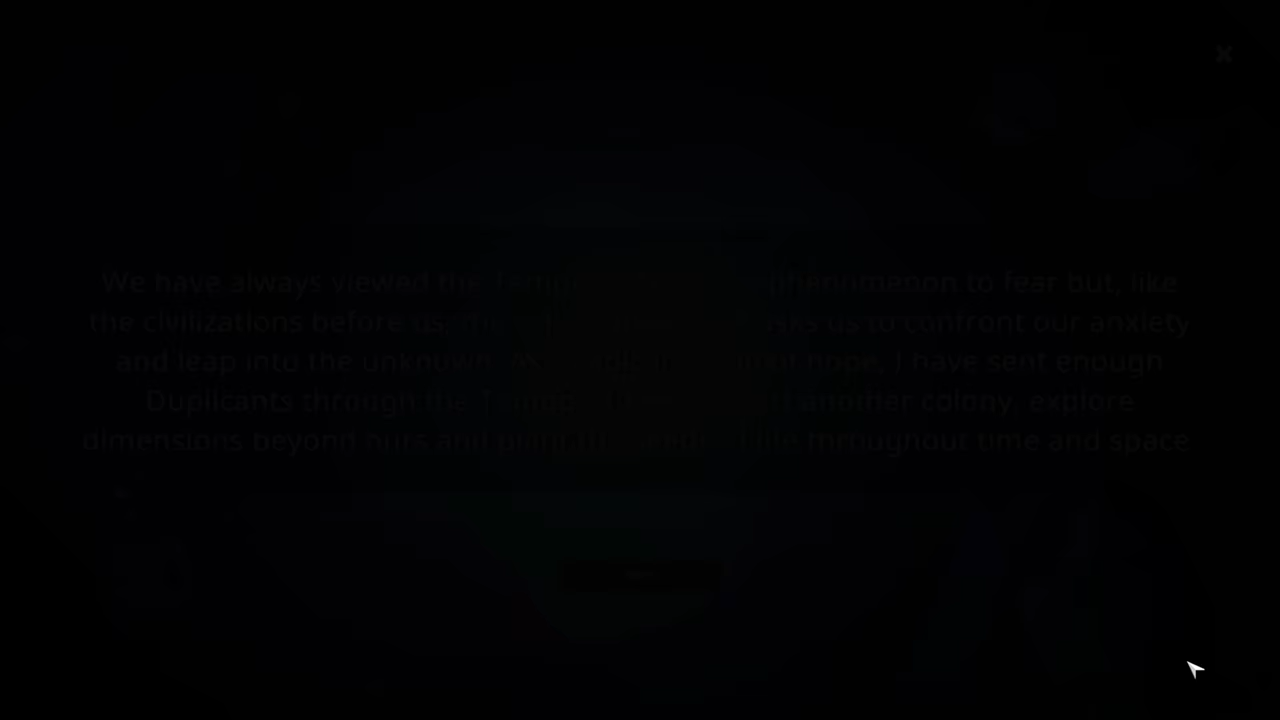 We have always viewed the phenomenon to fear but, like
the civilizations before us, us to confront our anxiety
and leap into the unknown. hope, I have sent enough
Duplicants through the another colony, explore
dimensions beyond ours and throughout time and space